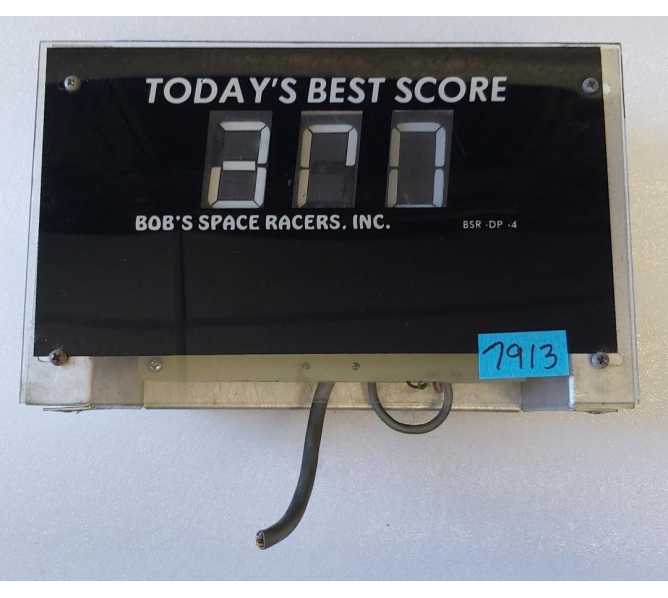 TODAY'S BEST SCORE
BOB'S SPACE RACERS, INC.
BSR-DP-4
7913